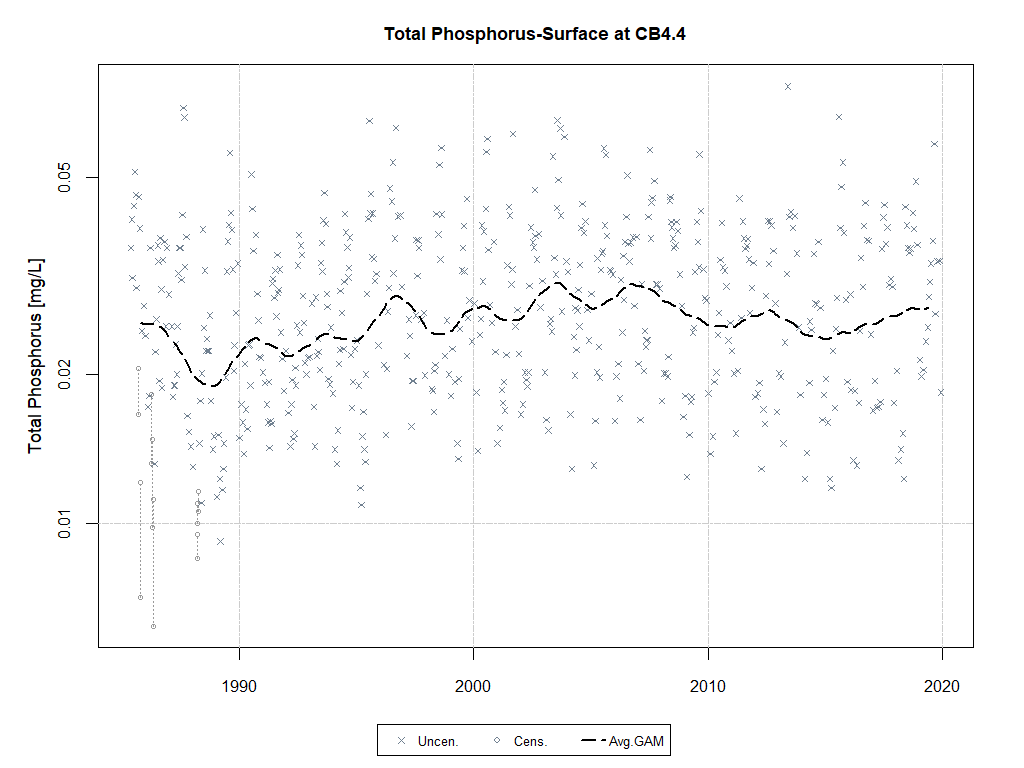 Total Phosphorus-Surface at CB4.4
Total Phosphorus [mg/L]
0.05
0.02
0.01
1990 2000 2010 2020
Uncen. Cens. Avg.GAM